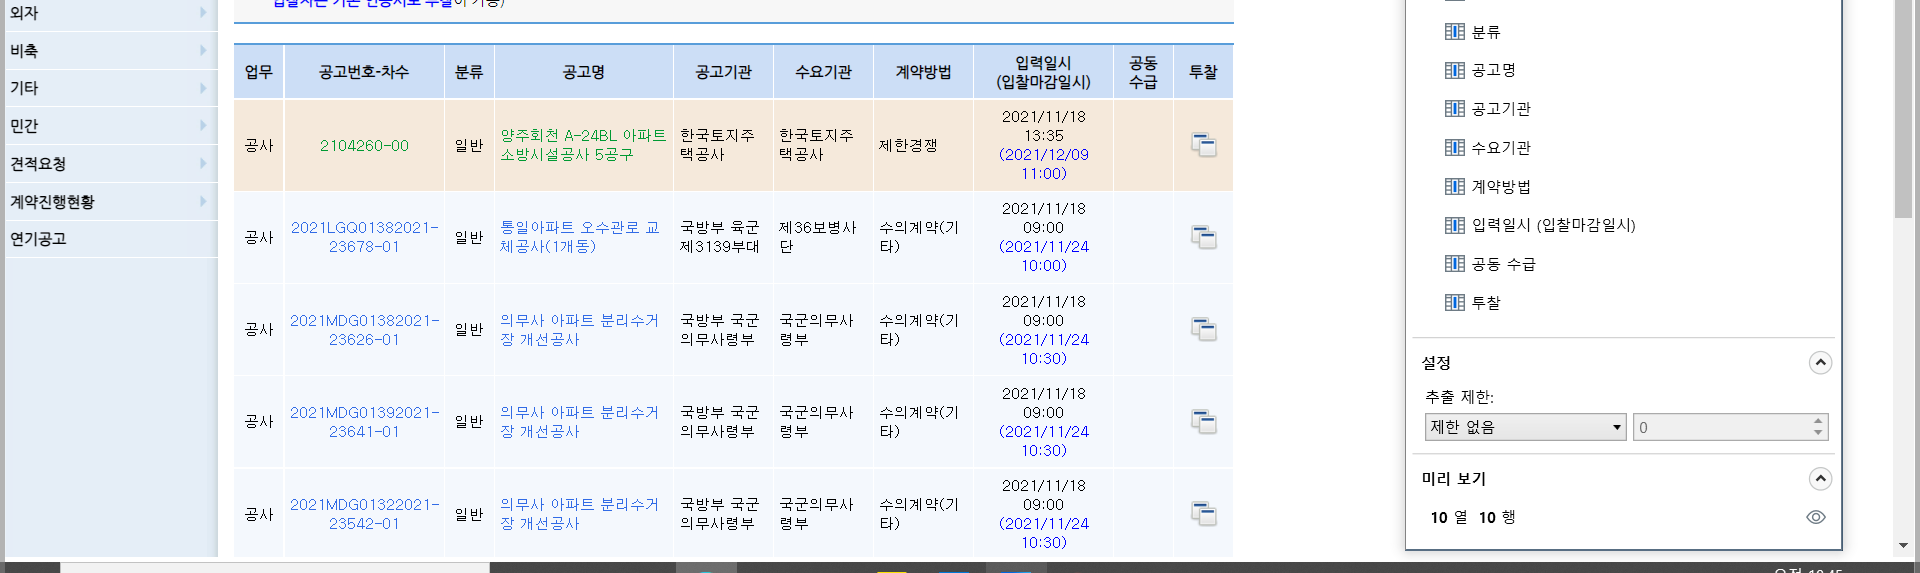 외자
비축
기타
민간
견적요청
계약진행현황
연기공고
업무 공고번호-차수 분류 공고명 공고기관 수요기관 계약방법 입력일시 (입찰마감일시) 공동 수급 투찰
공사
2104260-00
일반
양주회천 A-24BL 아파트
소방시설공사 5공구
한국토지주
택공사
한국토지주
택공사
제한경쟁
2021/11/18
13:35
(2021/12/09
11:00)
공사
2021LGQ01382021-
23678-01
일반
통일아파트 오수관로 교
체공사(1개동)
국방부 육군
제3139부대
제36보병사
단
수의계약(기
타)
2021/11/18
09:00
(2021/11/24
10:00)
공사
2021MDG01382021-
23626-01
일반
의무사 아파트 분리수거
장 개선공사
국방부 국군
의무사령부
국군의무사
령부
수의계약(기
타)
2021/11/18
09:00
(2021/11/24
10:30)
공사
2021MDG01392021-
23641-01
일반
의무사 아파트 분리수거
장 개선공사
국방부 국군
의무사령부
국군의무사
령부
수의계약(기
타)
2021/11/18
09:00
(2021/11/24
10:30)
공사
2021MDG01322021-
23542-01
일반
의무사 아파트 분리수거
장 개선공사
국방부 국군
의무사령부
국군의무사
령부
수의계약(기
타)
2021/11/18
09:00
(2021/11/24
10:30)
분류
공고명
공고기관
수요기관
계약방법
입력일시 (입찰마감일시)
공동 수급
투찰
설정
추출 제한:
제한 없음 0
미리 보기
10 열 10 행